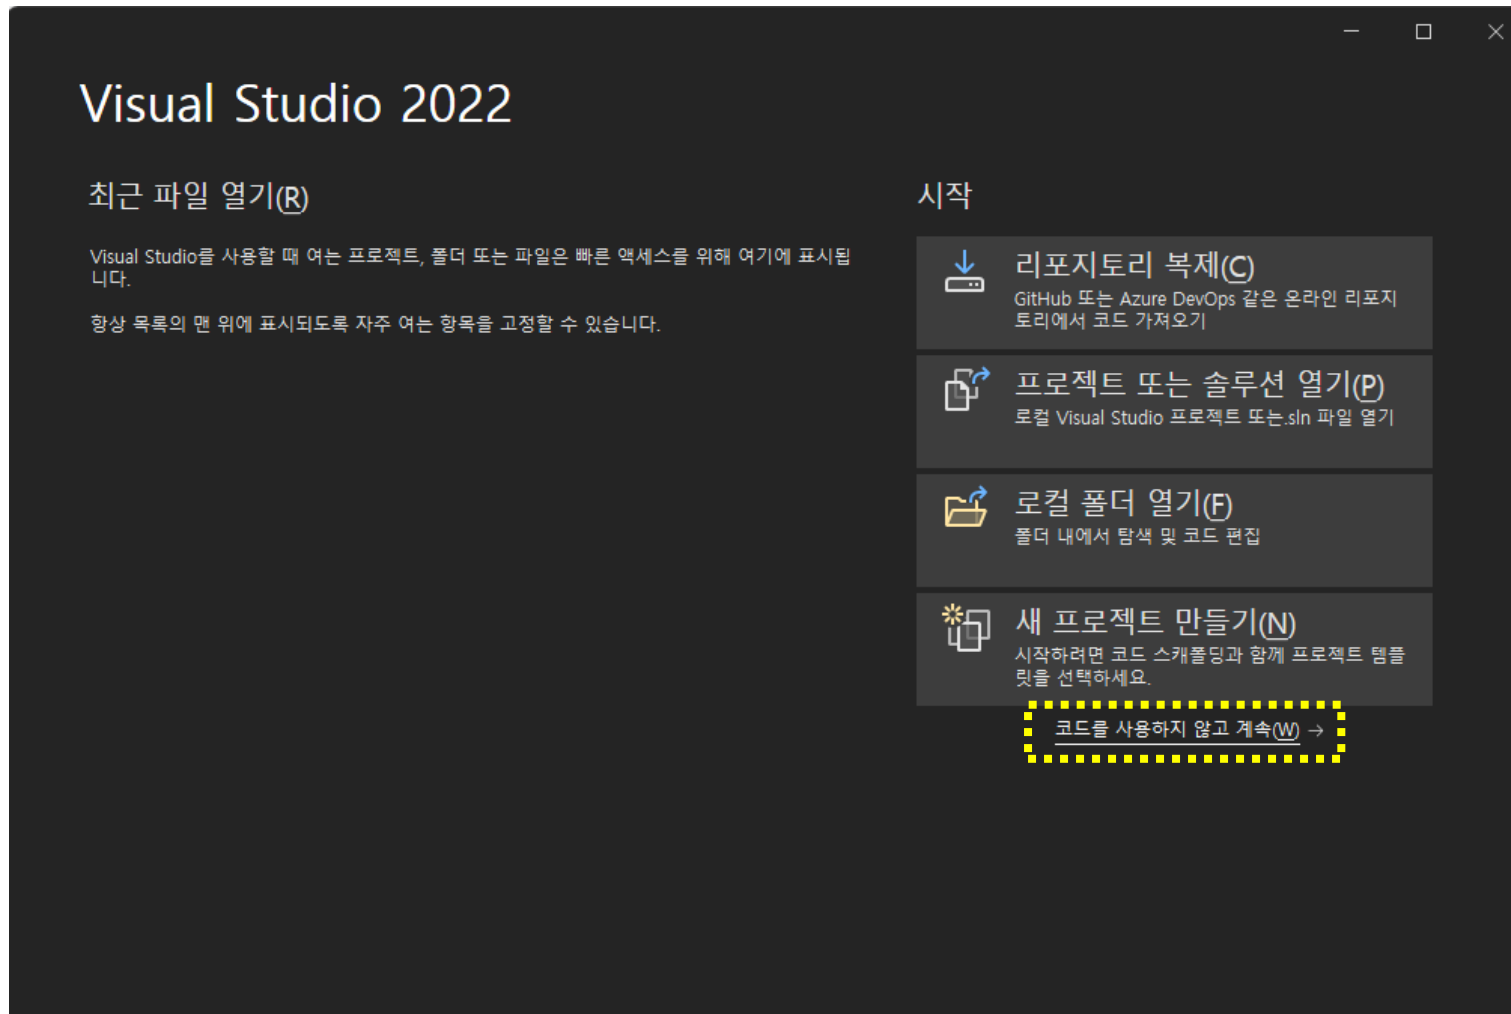 Visual Studio 2022
최근 파일 열기(R)
Visual Studio를 사용할 때 여는 프로젝트, 폴더 또는 파일은 빠른 액세스를 위해 여기에 표시됩
니다.
항상 목록의 맨 위에 표시되도록 자주 여는 항목을 고정할 수 있습니다.
시작
리포지토리 복제(C)
GitHub 또는 Azure DevOps 같은 온라인 리포지
토리에서 코드 가져오기
프로젝트 또는 솔루션 열기(P)
로컬 Visual Studio 프로젝트 또는.sln 파일 열기
로컬 폴더 열기(F)
폴더 내에서 탐색 및 코드 편집
새 프로젝트 만들기(N)
시작하려면 코드 스캐폴딩과 함께 프로젝트 템플
릿을 선택하세요.
코드를 사용하지 않고 계속(W) →